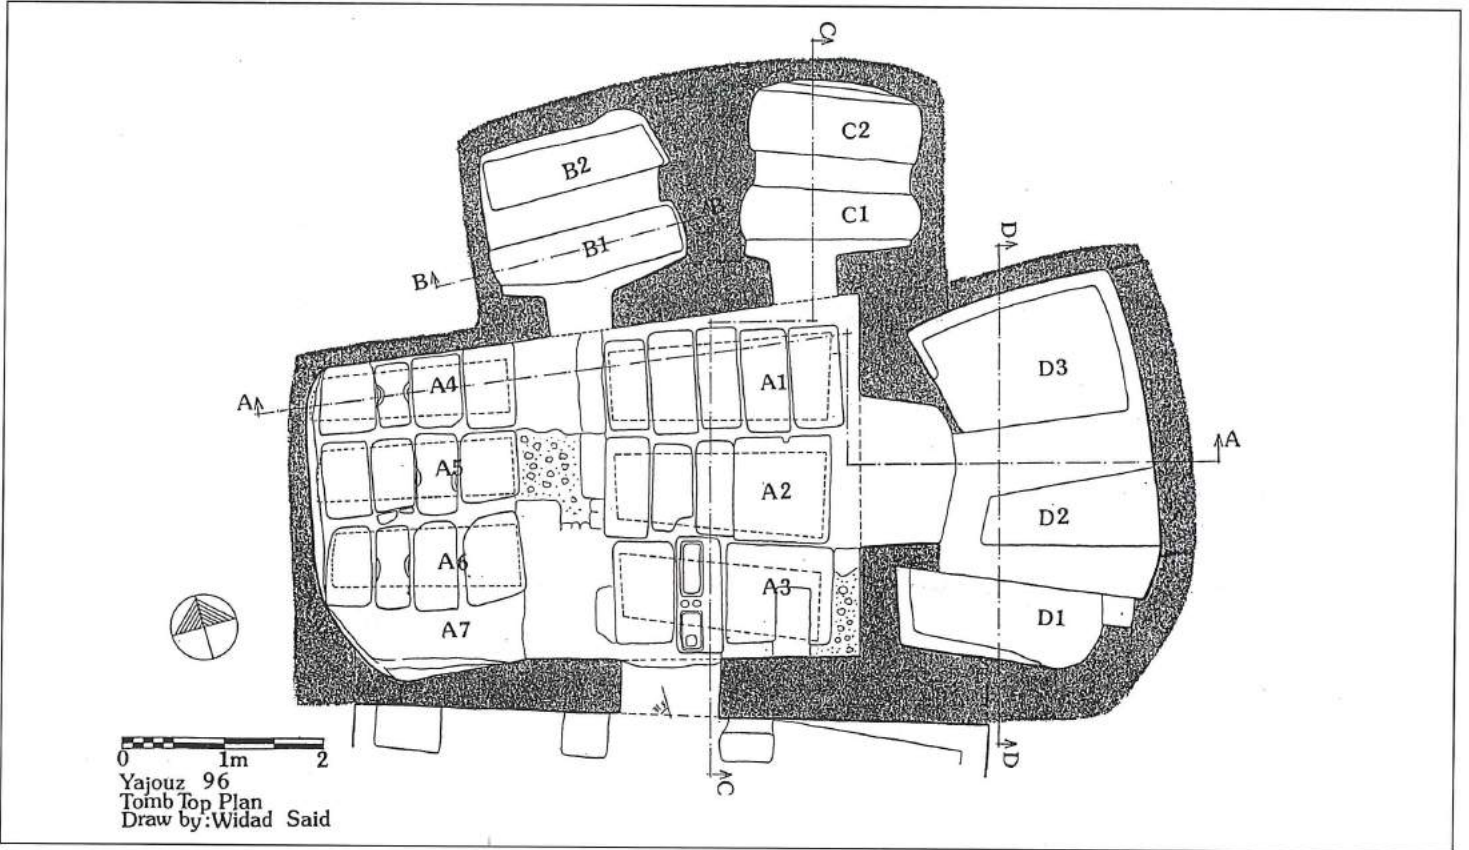 C
C2
B2
C1
B
B1
D
B
D3
A4
A1
A
A
A5
A2
D2
A6
A3
D1
A7
D
C
0 1m 2
Yajouz 96
Tomb Top Plan
Draw by:Widad Said